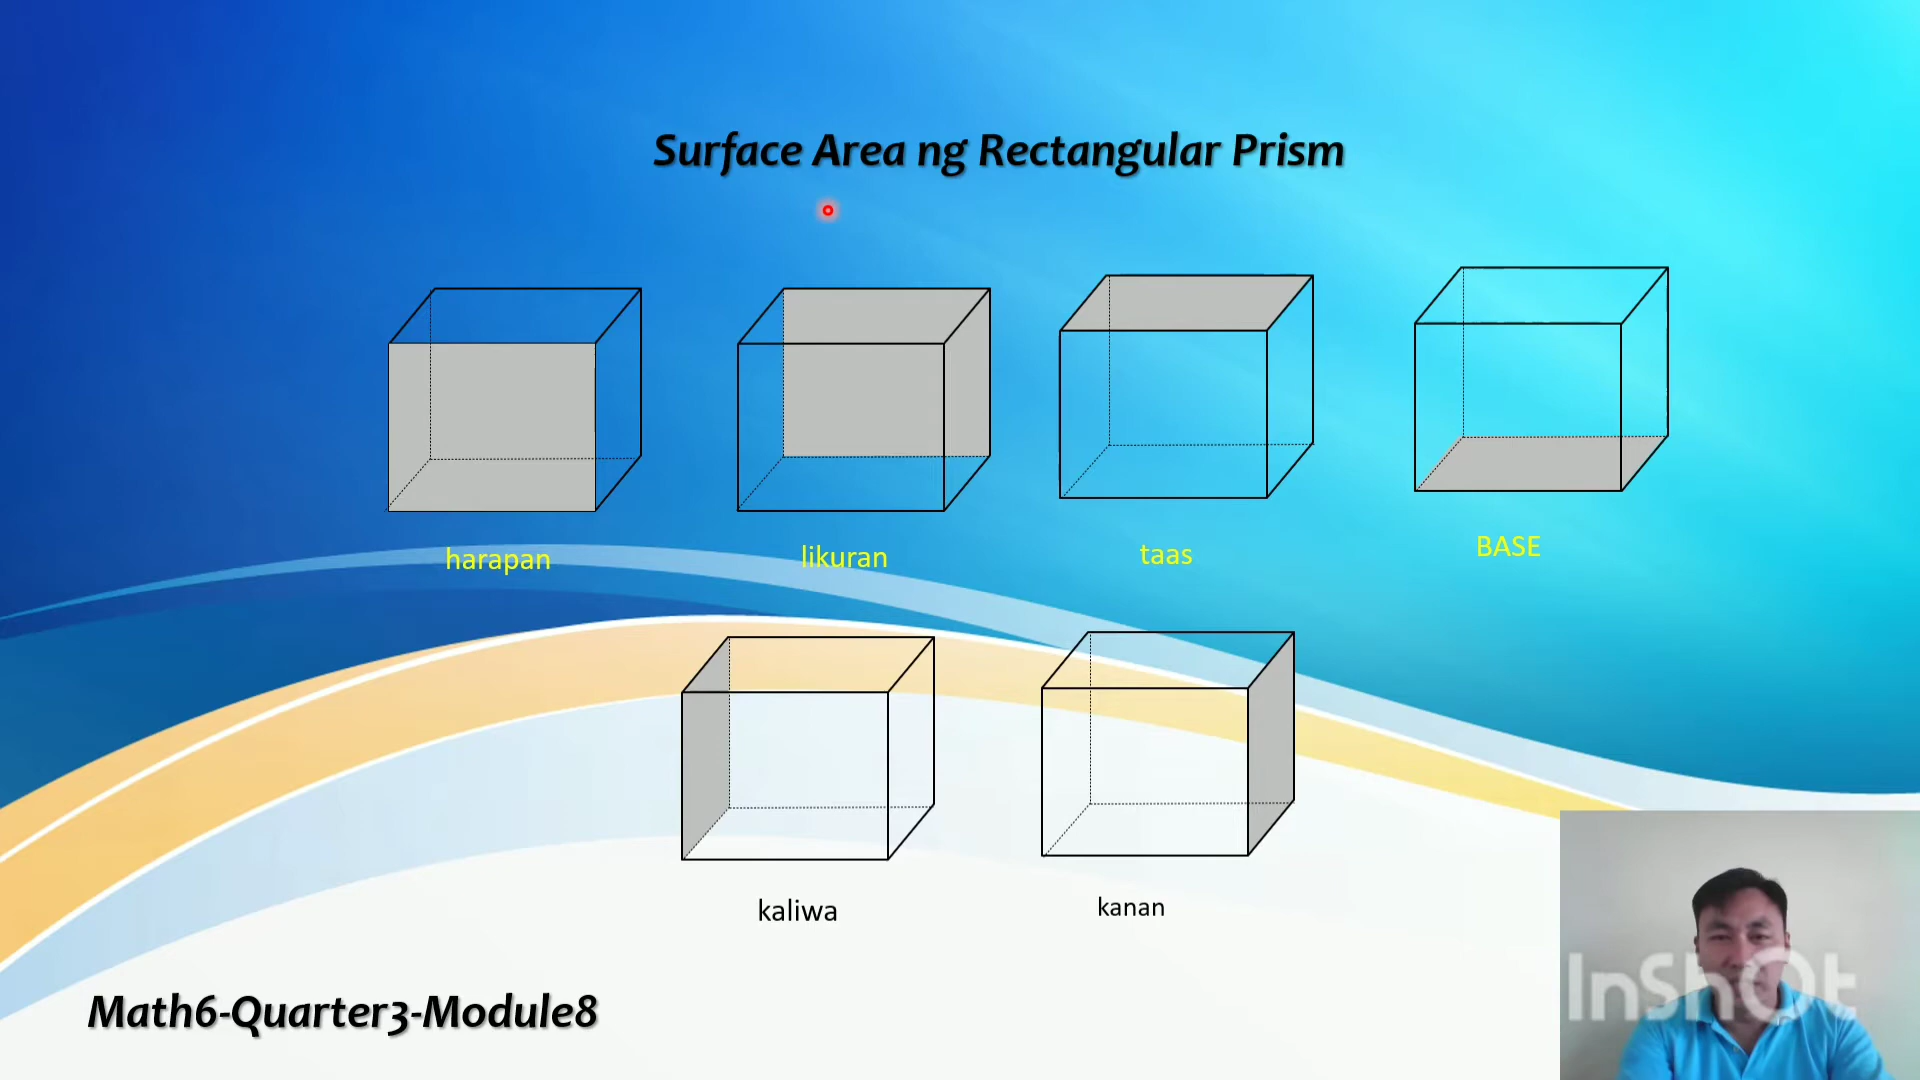 Surface Area ng Rectangular Prism
harapan
likuran
taas
BASE
kaliwa
kanan
Math6-Quarter3-Module8
InShOt